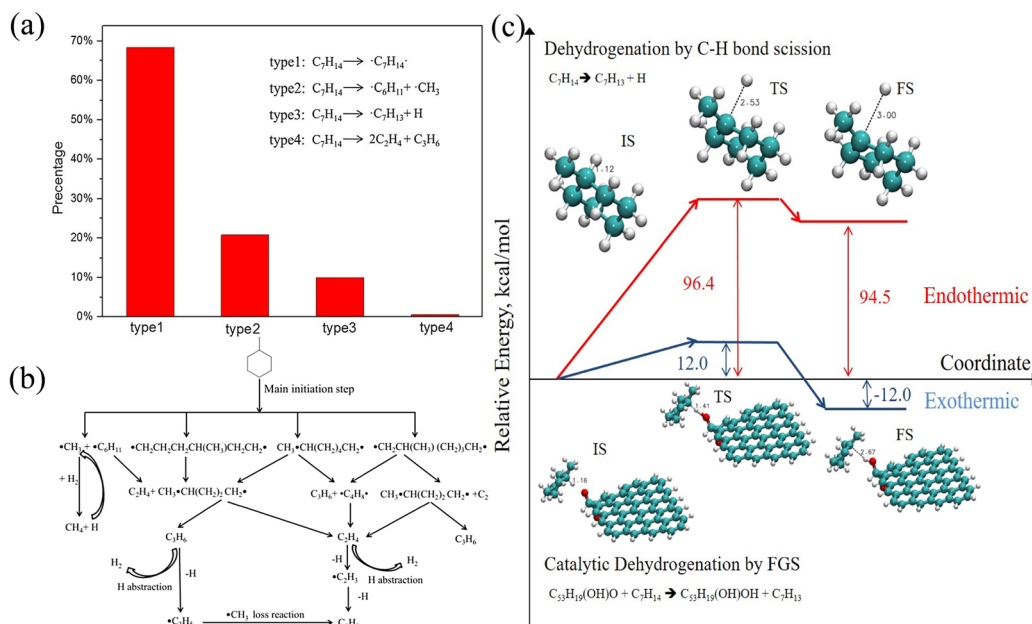 (a)
70%
60%
50%
40%
30%
20%
10%
0%
Precentage
type1: C₇H₁₄→ ·C₇H₁₄·
type2: C₇H₁₄→ ·C₆H₁₁+ ·CH₃
type3: C₇H₁₄→ ·C₇H₁₃+ H
type4: C₇H₁₄→ 2C₂H₄+ C₃H₆
type1 type2 type3 type4
(b)
Main initiation step
•CH₃ + •C₆H₁₁ •CH₂CH₂CH₂CH(CH₃)CH₂CH₂• CH₃•CH(CH₂)₄CH₂• •CH₂CH(CH₃) (CH₂)₃CH₂•
+ H₂
C₂H₄+ CH₃•CH(CH₂)₂ CH₂• C₃H₆+ •C₄H₈• CH₃•CH(CH₂)₂ CH₂• +C₂
CH₄+ H
C₃H₆ C₂H₄ C₃H₆
H₂ H₂
-H
H abstraction -H H abstraction
•C₂H₃
-H
•CH₃ loss reaction
(c)
Relative Energy, kcal/mol
Dehydrogenation by C-H bond scission
C₇H₁₄→ C₇H₁₃ + H
TS
FS
IS
2.53
3.00
1.12
96.4
94.5
Endothermic
12.0
Coordinate
-12.0
Exothermic
TS
1.41
IS
FS
1.16
2.67
Catalytic Dehydrogenation by FGS
C₅₃H₁₉(OH)O + C₇H₁₄ → C₅₃H₁₉(OH)OH + C₇H₁₃